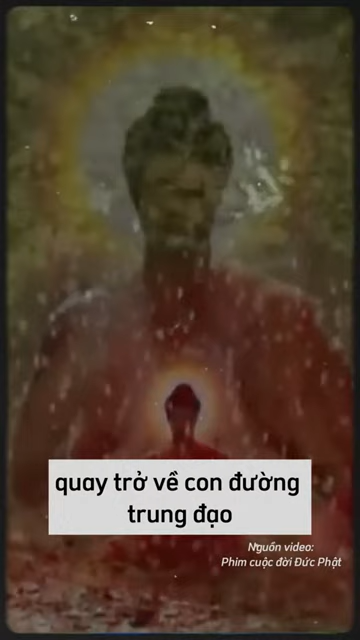 quay trở về con đường
trung đạo
Nguồn video:
Phim cuộc đời Đức Phật